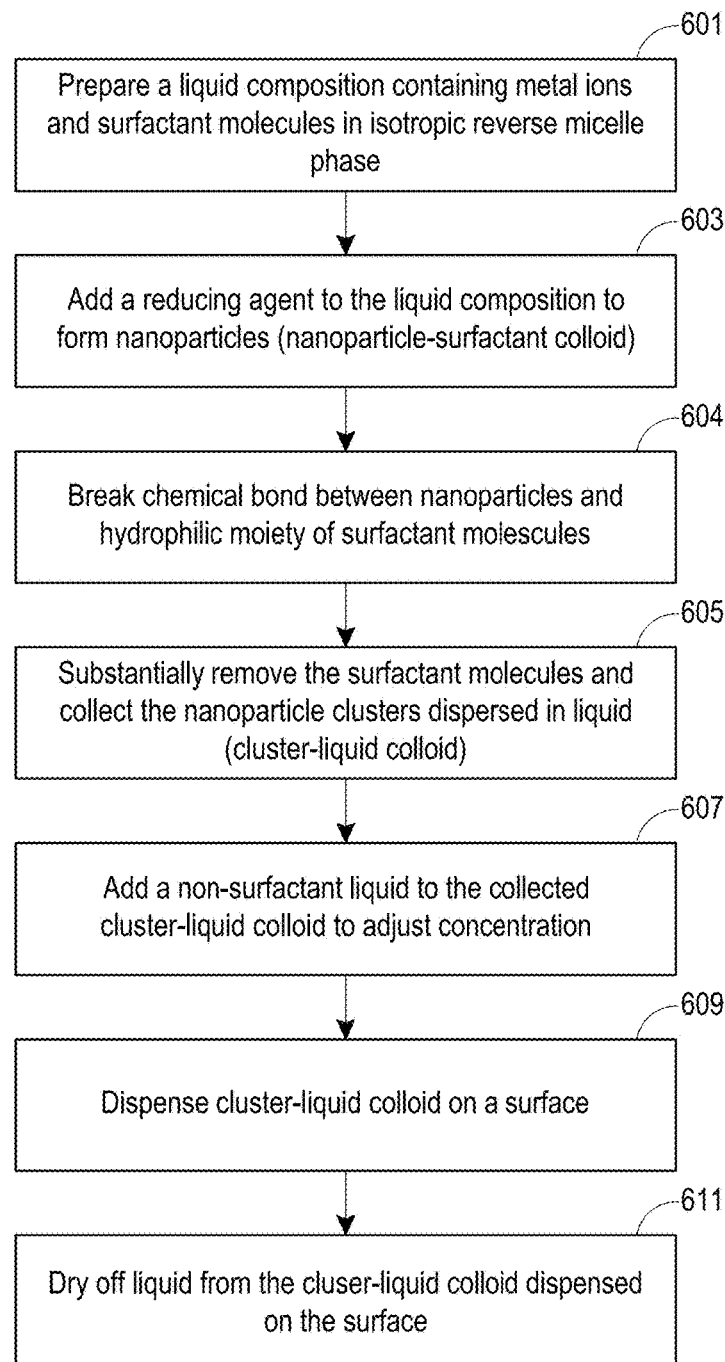 601
Prepare a liquid composition containing metal ions
and surfactant molecules in isotropic reverse micelle
phase
603
Add a reducing agent to the liquid composition to
form nanoparticles (nanoparticle-surfactant colloid)
604
Break chemical bond between nanoparticles and
hydrophilic moiety of surfactant molescules
605
Substantially remove the surfactant molecules and
collect the nanoparticle clusters dispersed in liquid
(cluster-liquid colloid)
607
Add a non-surfactant liquid to the collected
cluster-liquid colloid to adjust concentration
609
Dispense cluster-liquid colloid on a surface
611
Dry off liquid from the cluser-liquid colloid dispensed
on the surface